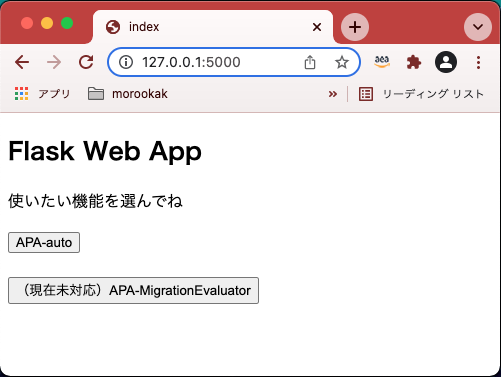 index
127.0.0.1:5000
アプリ
morookak
リーディング リスト
Flask Web App
使いたい機能を選んでね
APA-auto
（現在未対応）APA-MigrationEvaluator